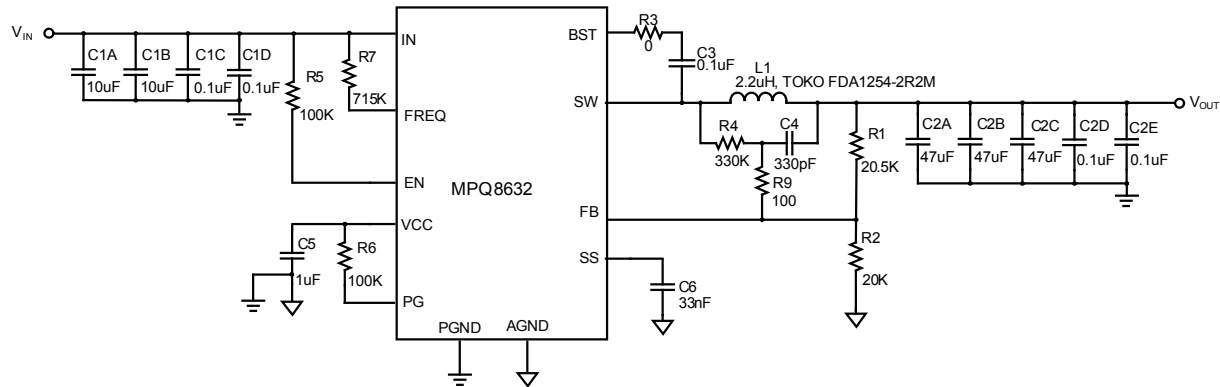 VIN
C1A
10uF
C1B
10uF
C1C
0.1uF
C1D
0.1uF
R5
100K
R7
715K
C5
1uF
R6
100K
IN
FREQ
EN
VCC
PG
MPQ8632
PGND
AGND
BST
SW
FB
SS
R3
0
C3
0.1uF
L1
2.2uH, TOKO FDA1254-2R2M
R4
330K
C4
330pF
R9
100
R1
20.5K
R2
20K
C6
33nF
C2A
47uF
C2B
47uF
C2C
47uF
C2D
0.1uF
C2E
0.1uF
VOUT